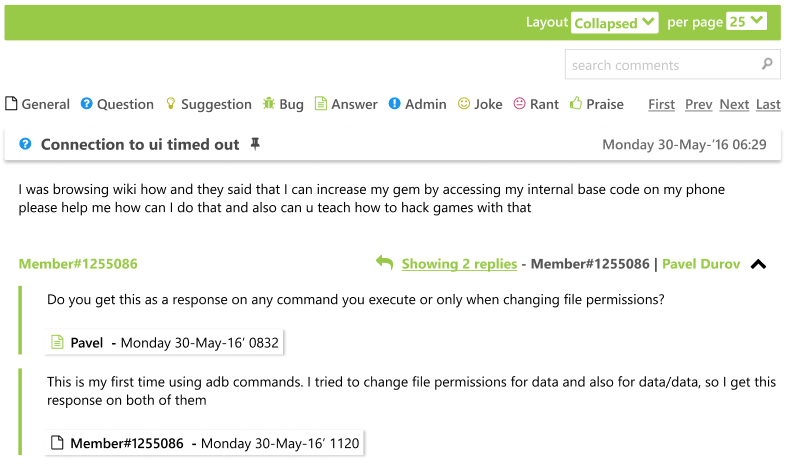 Layout Collapsed per page 25
search comments
General Question Suggestion Bug Answer Admin Joke Rant Praise First Prev Next Last
Connection to ui timed out Monday 30-May-'16 06:29
I was browsing wiki how and they said that I can increase my gem by accessing my internal base code on my phone
please help me how can I do that and also can u teach how to hack games with that
Member#1255086 Showing 2 replies - Member#1255086 | Pavel Durov
Do you get this as a response on any command you execute or only when changing file permissions?
Pavel - Monday 30-May-16’ 0832
This is my first time using adb commands. I tried to change file permissions for data and also for data/data, so I get this
response on both of them
Member#1255086 - Monday 30-May-16’ 1120